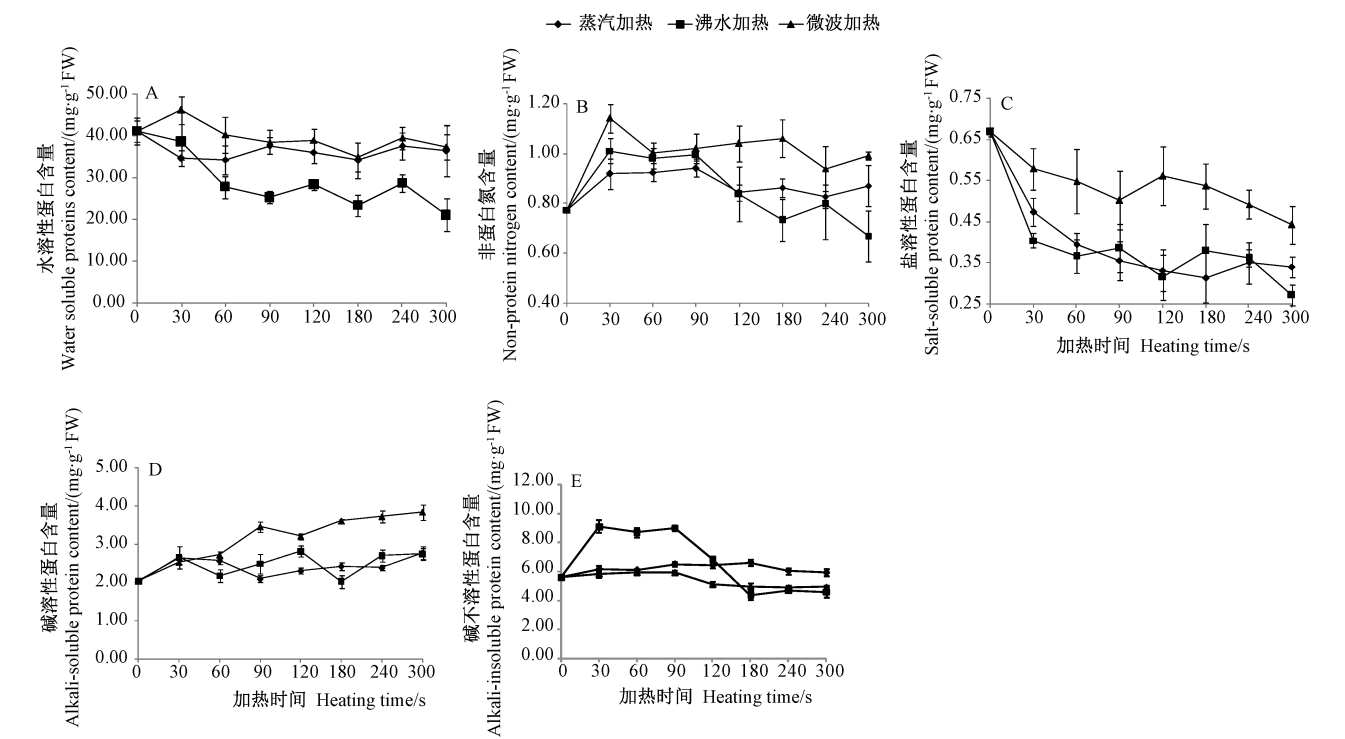 蒸汽加热 沸水加热 微波加热
水溶性蛋白含量
Water soluble proteins content/(mg·g-1 FW)
A
50.00
40.00
30.00
20.00
10.00
0.00
0 30 60 90 120 180 240 300
非蛋白氮含量
Non-protein nitrogen content/(mg·g-1 FW)
B
1.20
1.00
0.80
0.60
0.40
0 30 60 90 120 180 240 300
盐溶性蛋白含量
Salt-soluble protein content/(mg·g-1 FW)
C
0.75
0.65
0.55
0.45
0.35
0.25
0 30 60 90 120 180 240 300
加热时间 Heating time/s
碱溶性蛋白含量
Alkali-soluble protein content/(mg·g-1 FW)
D
5.00
4.00
3.00
2.00
1.00
0.00
0 30 60 90 120 180 240 300
加热时间 Heating time/s
碱不溶性蛋白含量
Alkali-insoluble protein content/(mg·g-1 FW)
E
12.00
10.00
8.00
6.00
4.00
2.00
0.00
0 30 60 90 120 180 240 300
加热时间 Heating time/s